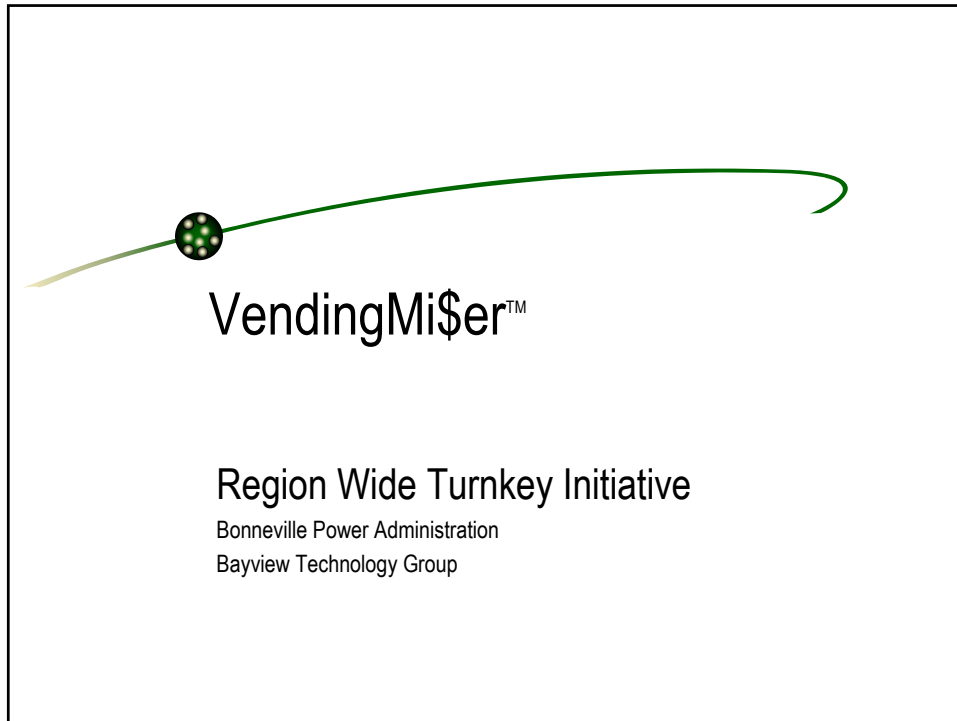 VendingMi$er™
Region Wide Turnkey Initiative
Bonneville Power Administration
Bayview Technology Group